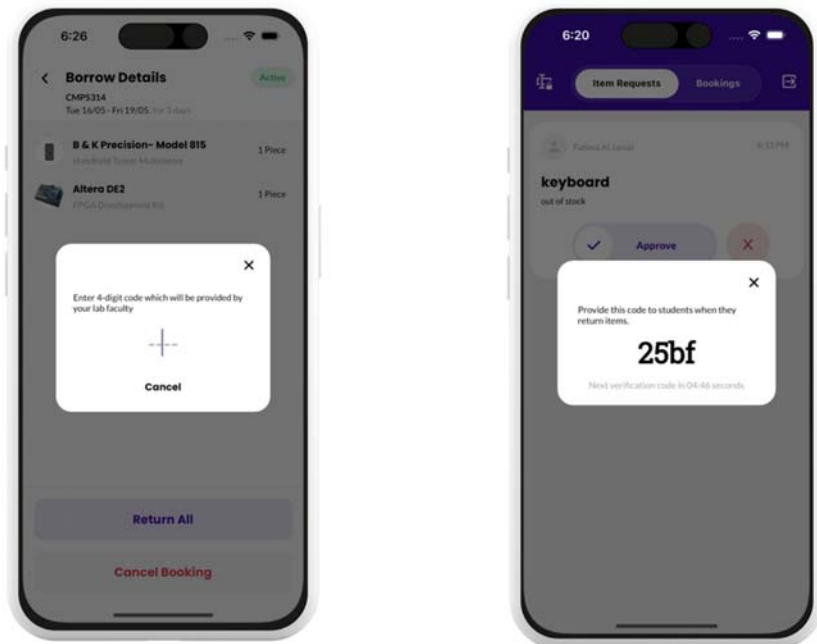 6:26
Borrow Details
Active
CMPS314
Tue 16/05 - Fri 19/05, for 3 days
B & K Precision- Model 815
1 Piece
Handheld Tester Multimeter
Altera DE2
1 Piece
FPGA Development Kit
Enter 4-digit code which will be provided by
your lab faculty
Cancel
Return All
Cancel Booking
6:20
Item Requests
Bookings
6:13 PM
keyboard
out of stock
Approve
Provide this code to students when they
return items.
25bf
Next verification code in 04:46 seconds